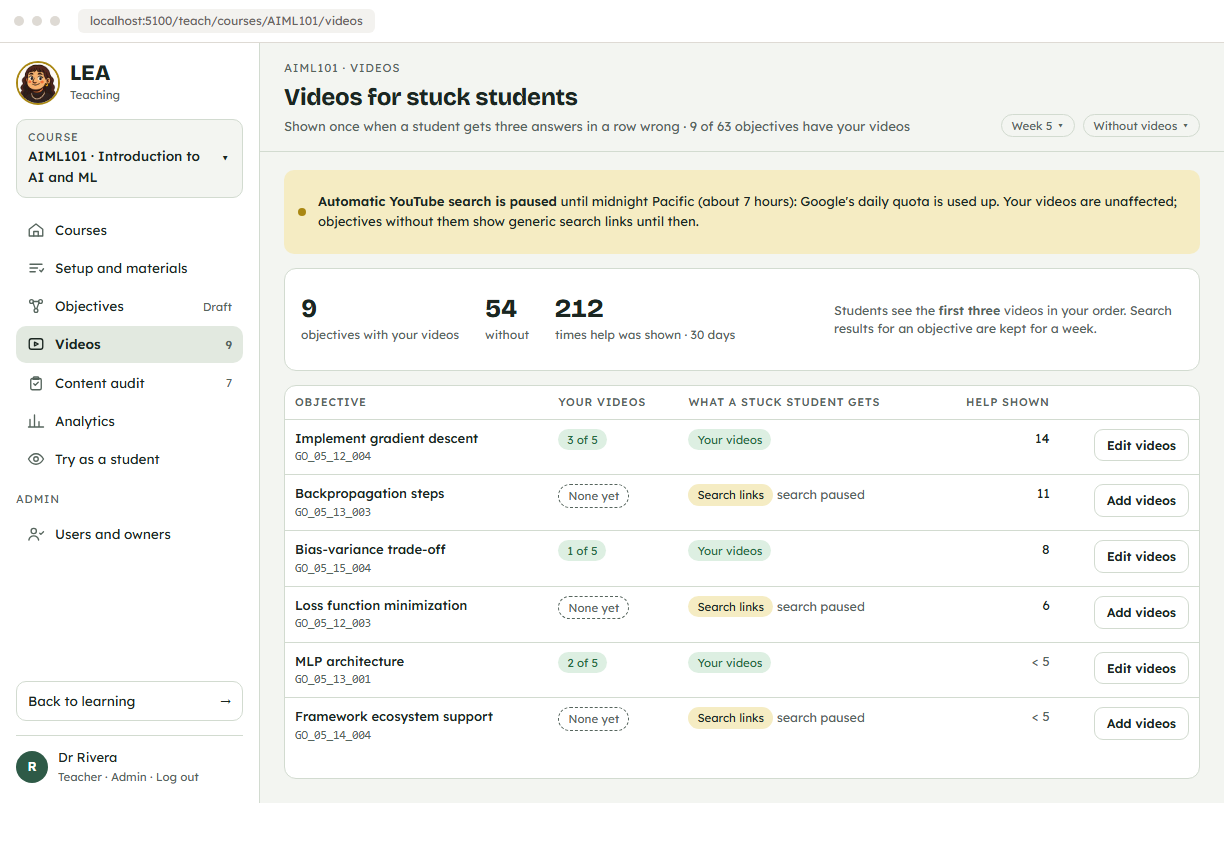 localhost:5100/teach/courses/AIML101/videos
LEA
Teaching
COURSE
AIML101 · Introduction to
AI and ML
Courses
Setup and materials
Objectives Draft
Videos 9
Content audit 7
Analytics
Try as a student
ADMIN
Users and owners
Back to learning →
R
Dr Rivera
Teacher · Admin · Log out
AIML101 · VIDEOS
Videos for stuck students
Shown once when a student gets three answers in a row wrong · 9 of 63 objectives have your videos
Week 5 ▾ Without videos ▾
Automatic YouTube search is paused until midnight Pacific (about 7 hours): Google's daily quota is used up. Your videos are unaffected;
objectives without them show generic search links until then.
9 54 212
objectives with your videos without times help was shown · 30 days
Students see the first three videos in your order. Search
results for an objective are kept for a week.
OBJECTIVE YOUR VIDEOS WHAT A STUCK STUDENT GETS HELP SHOWN
Implement gradient descent 3 of 5 Your videos 14 Edit videos
GO_05_12_004
Backpropagation steps None yet Search links search paused 11 Add videos
GO_05_13_003
Bias-variance trade-off 1 of 5 Your videos 8 Edit videos
GO_05_15_004
Loss function minimization None yet Search links search paused 6 Add videos
GO_05_12_003
MLP architecture 2 of 5 Your videos < 5 Edit videos
GO_05_13_001
Framework ecosystem support None yet Search links search paused < 5 Add videos
GO_05_14_004